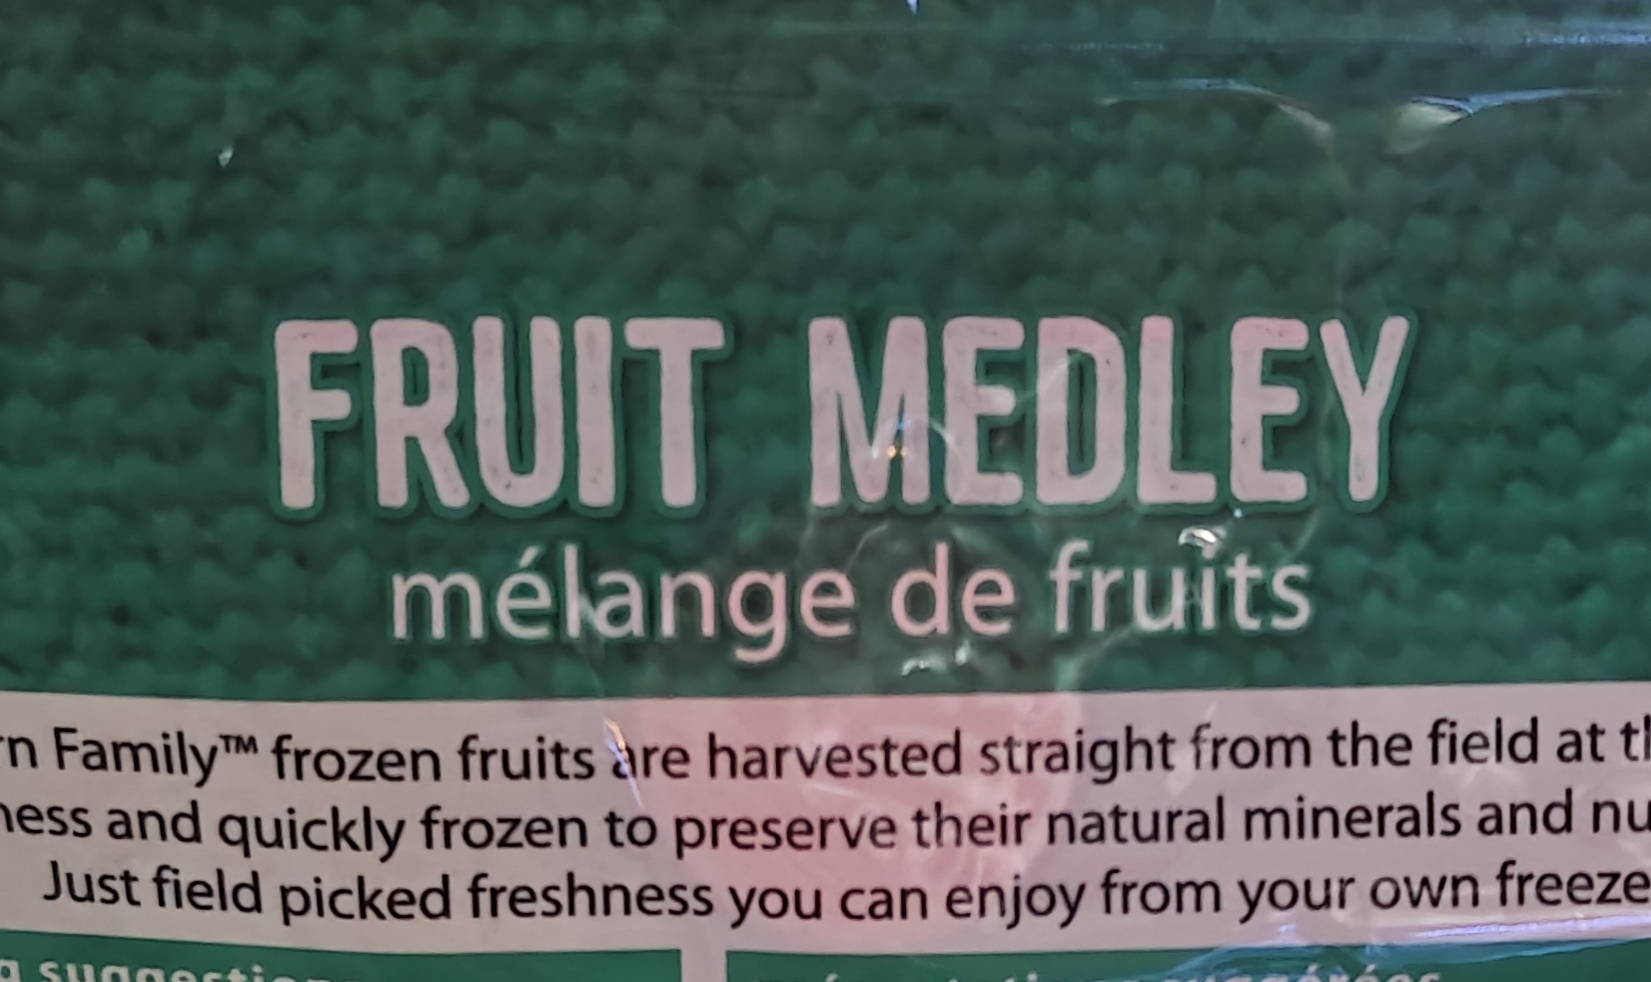 FRUIT MEDLEY
mélange de fruits
Family™ frozen fruits are harvested straight from the field at
and quickly frozen to preserve their natural minerals and
Just field picked freshness you can enjoy from your own